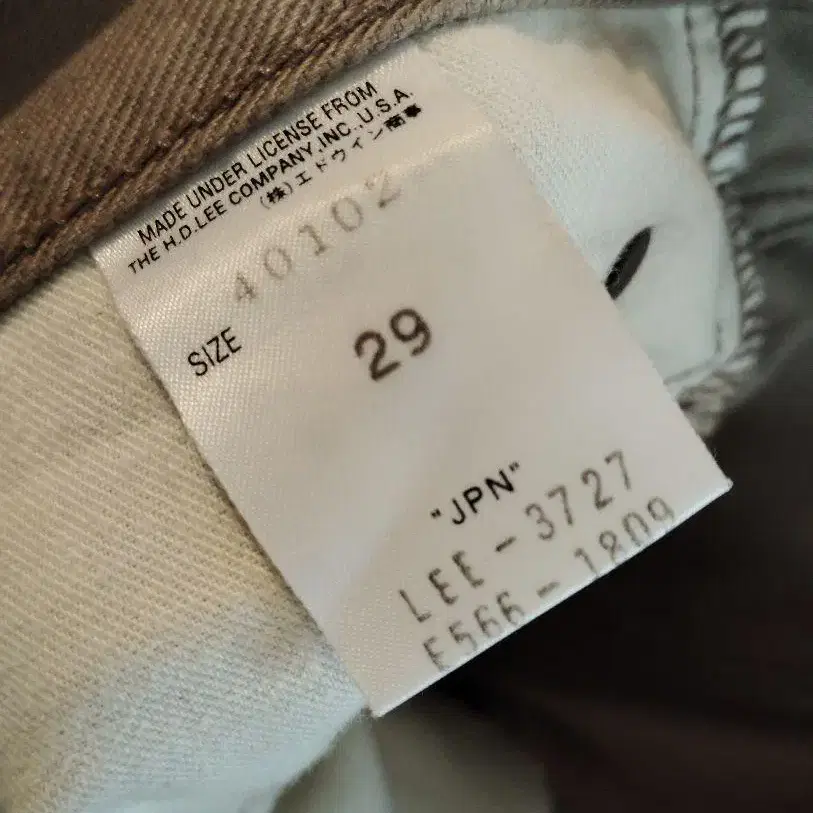 MADE UNDER LICENSE FROM
THE H.D.LEE COMPANY,INC.,U.S.A.
(株)エドウイン商事
40102
SIZE 29
"JPN"
LEE-3727
E566-1809